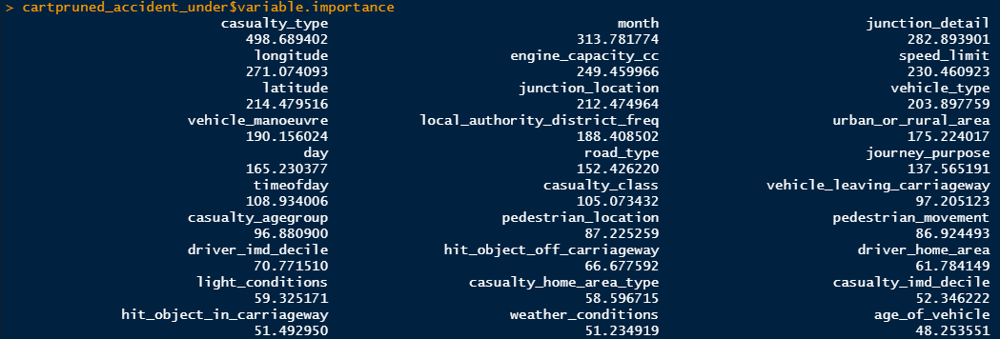 > cartpruned_accident_under$variable.importance
casualty_type month junction_detail
498.689402 313.781774 282.893901
longitude engine_capacity_cc speed_limit
271.074093 249.459966 230.460923
latitude junction_location vehicle_type
214.479516 212.474964 203.897759
vehicle_manoeuvre local_authority_district_freq urban_or_rural_area
190.156024 188.408502 175.224017
day road_type journey_purpose
165.230377 152.426220 137.565191
timeofday casualty_class vehicle_leaving_carriageway
108.934006 105.073432 97.205123
casualty_agegroup pedestrian_location pedestrian_movement
96.880900 87.225259 86.924493
driver_imd_decile hit_object_off_carriageway driver_home_area
70.771510 66.677592 61.784149
light_conditions casualty_home_area_type casualty_imd_decile
59.325171 58.596715 52.346222
hit_object_in_carriageway weather_conditions age_of_vehicle
51.492950 51.234919 48.253551